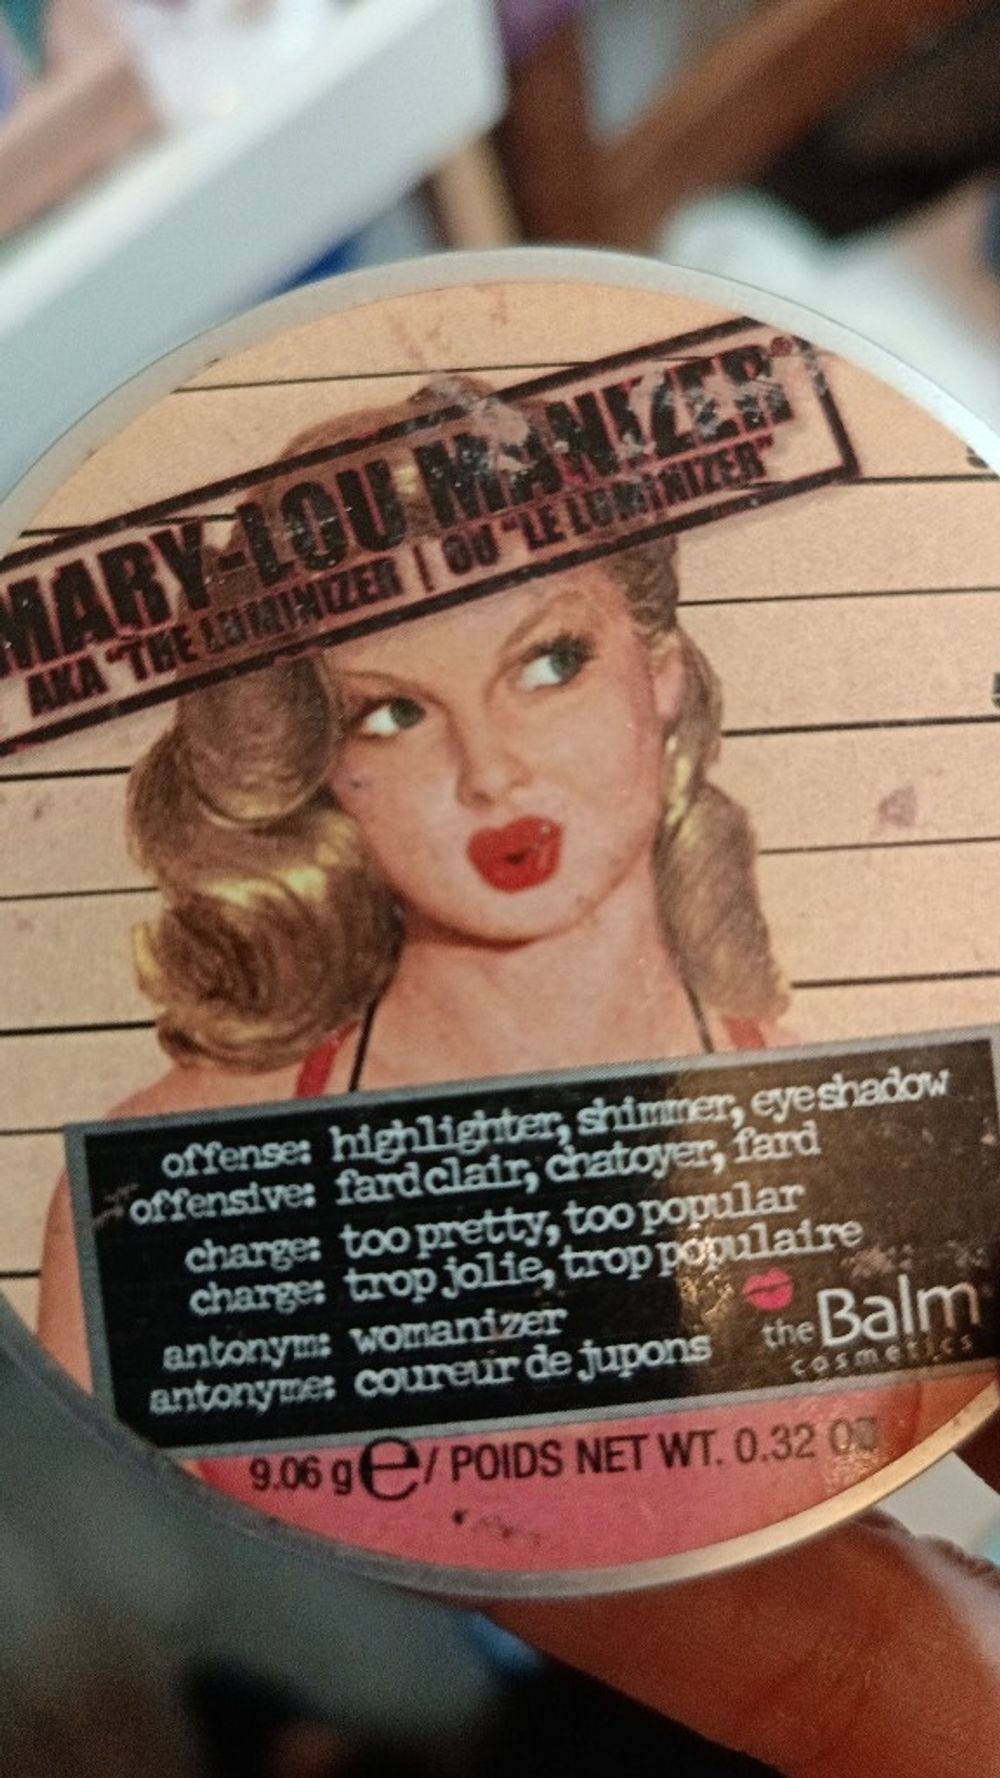 MARY-LOU MANIZER®
AKA "THE LUMINIZER | OU "LE LUMINIZER"
offense: highlighter, shimmer, eyeshadow
offensive: fard clair, chatoyer, fard
charge: too pretty, too popular
charge: trop jolie, trop populaire
antonym: womanizer
antonyme: coureur de jupons
theBalm
cosmetics
9.06 g e / POIDS NET WT. 0.32 OZ